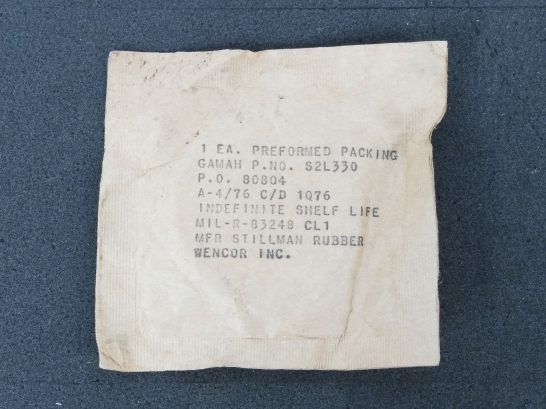 1 EA. PREFORMED PACKING
GAMAH P.NO. S2L330
P.O. 80804
A-4/76 C/D 1Q76
INDEFINITE SHELF LIFE
MIL-R-83248 CL1
MFR STILLMAN RUBBER
WENCOR INC.